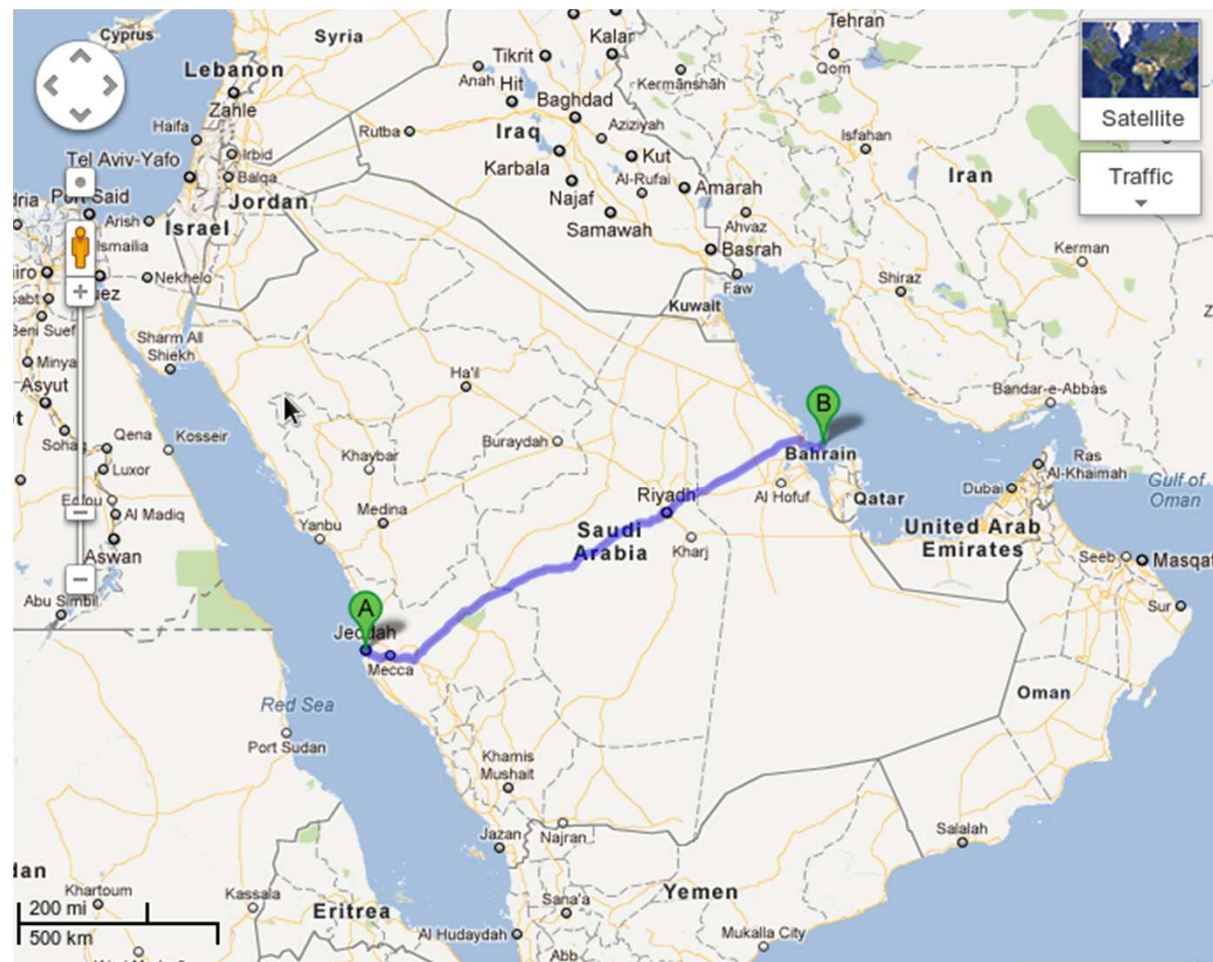 Cyprus
Syria
Kalar
Tehran
Tikrit
Lebanon
Anah
Hit
Kermānshāh
Qom
Zahle
Baghdad
Satellite
Haifa
Rutba
Iraq
Aziziyah
Isfahan
Tel Aviv-Yafo
Irbid
Karbala
Kut
Iran
Traffic
Balqa
Al-Rufai
Amarah
dria
Port Said
Jordan
Najaf
Arish
Israel
Samawah
Ahvaz
Ismailia
Basrah
Kerman
iro
Nekhelo
Shiraz
Faw
uez
Kuwait
Beni Suef
Sharm All
Shiekh
Minya
Asyut
Ha'il
Bandar-e-Abbas
B
t
Qena
Kosseir
Buraydah
Soha
Khaybar
Bahrain
Ras
Al-Khaimah
Luxor
Gulf of
Oman
Riyadh
Al Hofuf
Qatar
Dubai
Edfou
Al Madiq
Medina
Yanbu
Saudi
Arabia
United Arab
Emirates
Kharj
Aswan
Seeb
Masqat
Abu Simbil
Sur
A
Jeddah
Mecca
Oman
Red Sea
Port Sudan
Khamis
Mushait
Jazan
Najran
Salalah
dan
Khartoum
Kassala
Yemen
200 mi
Eritrea
Sana'a
500 km
Al Hudaydah
Mukalla City
Abb